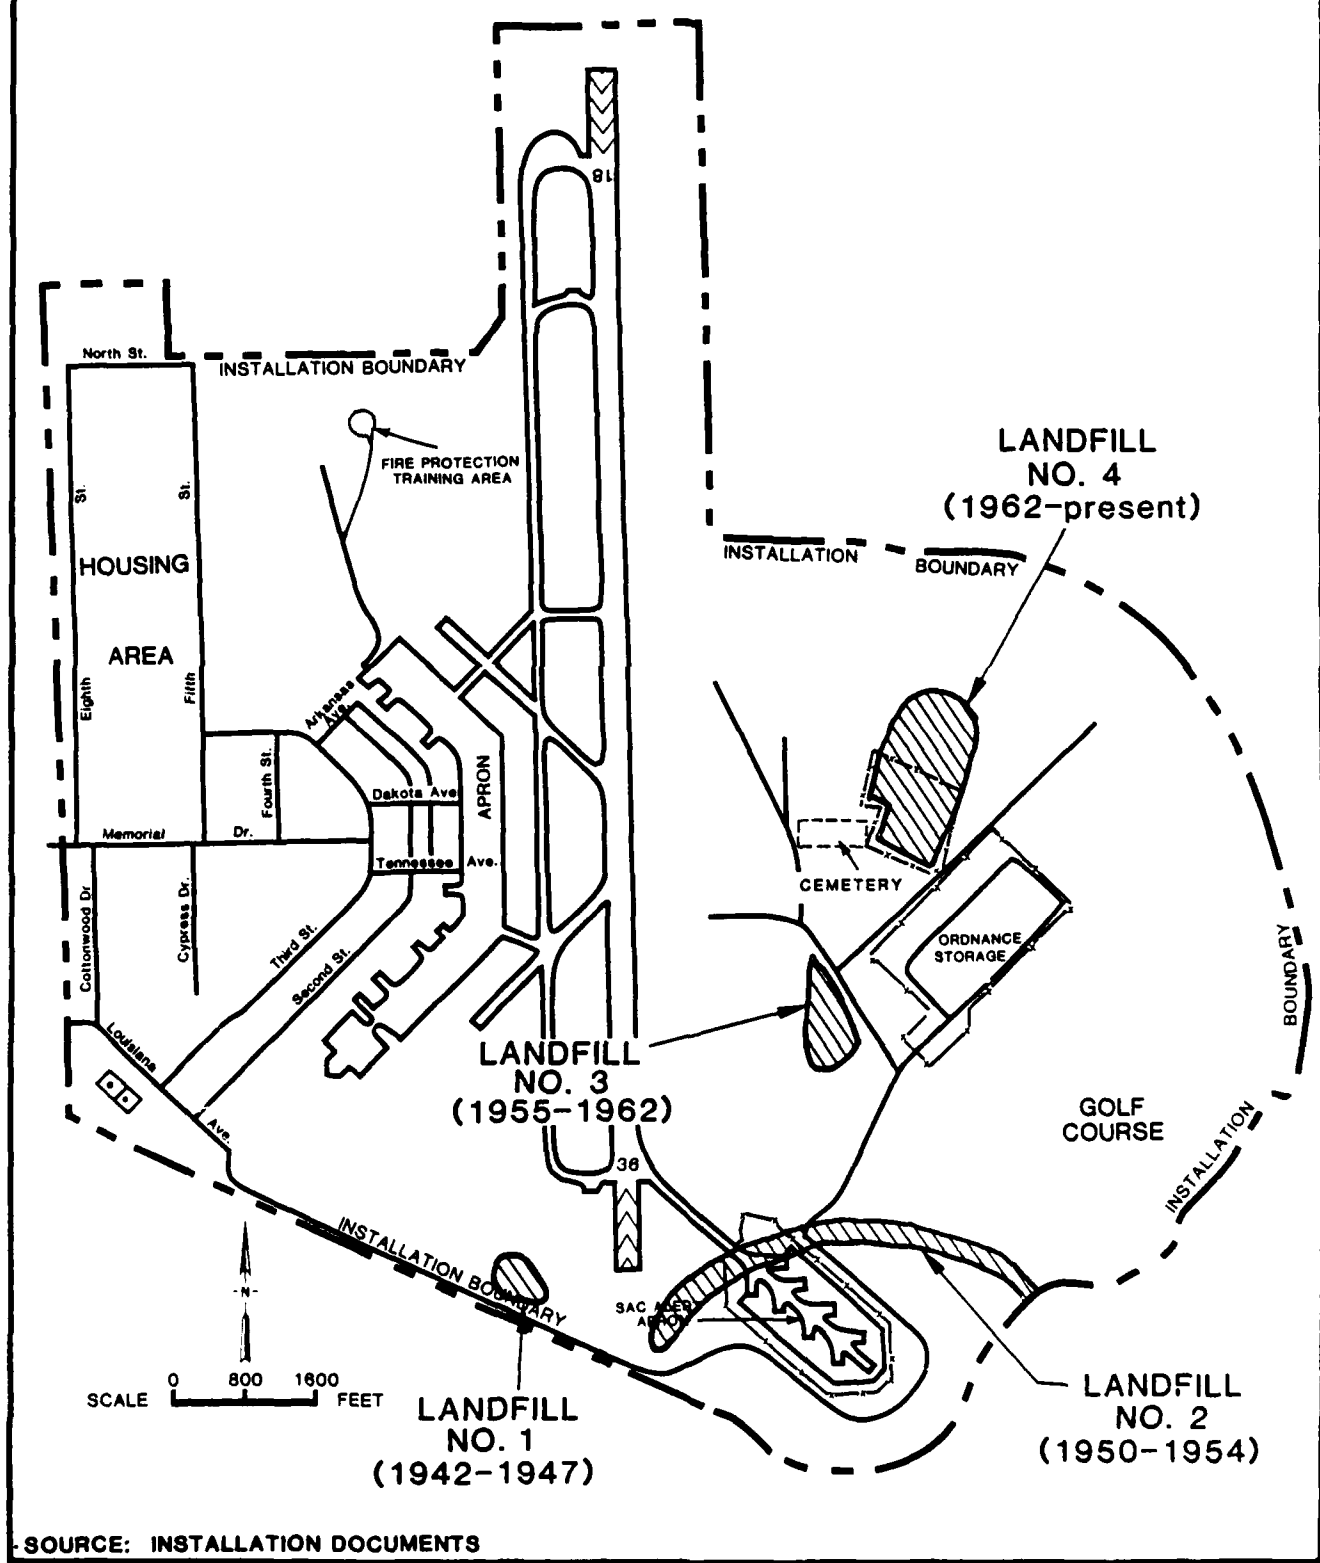 18
North St.
INSTALLATION BOUNDARY
FIRE PROTECTION
TRAINING AREA
LANDFILL
NO. 4
(1962-present)
St.
St.
INSTALLATION
BOUNDARY
HOUSING
AREA
Eighth
Fifth
Arkansas
Ave.
Fourth St.
Dakota Ave
APRON
Memorial
Dr.
Tennessee Ave.
CEMETERY
Cottonwood Dr
Cypress Dr.
Third St.
Second St.
ORDNANCE
STORAGE
BOUNDARY
Louisiana
Ave.
LANDFILL
NO. 3
(1955-1962)
GOLF
COURSE
INSTALLATION
36
INSTALLATION BOUNDARY
-N-
SAC
SCALE 0 800 1600 FEET
LANDFILL
NO. 1
(1942-1947)
LANDFILL
NO. 2
(1950-1954)
SOURCE: INSTALLATION DOCUMENTS